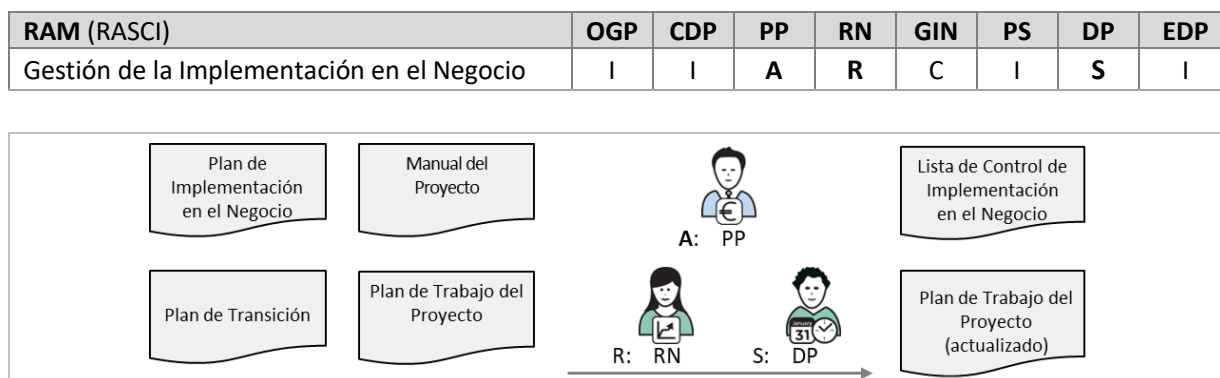 RAM (RASCI) OGP CDP PP RN GIN PS DP EDP
Gestión de la Implementación en el Negocio I I A R C I S I
Plan de
Implementación
en el Negocio
Manual del
Proyecto
€
A: PP
Lista de Control de
Implementación
en el Negocio
Plan de Transición
Plan de Trabajo del
Proyecto
R: RN
January
31
S: DP
Plan de Trabajo del
Proyecto
(actualizado)